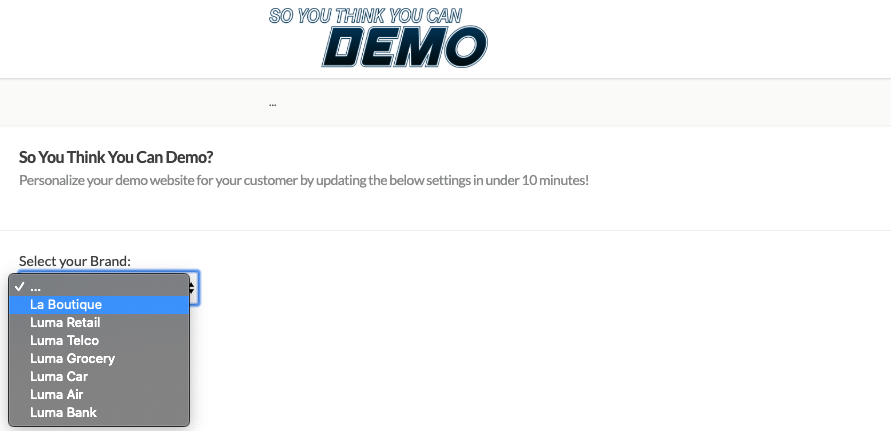 SO YOU THINK YOU CAN
DEMO
...
So You Think You Can Demo?
Personalize your demo website for your customer by updating the below settings in under 10 minutes!
Select your Brand:
✓ ...
La Boutique
Luma Retail
Luma Telco
Luma Grocery
Luma Car
Luma Air
Luma Bank